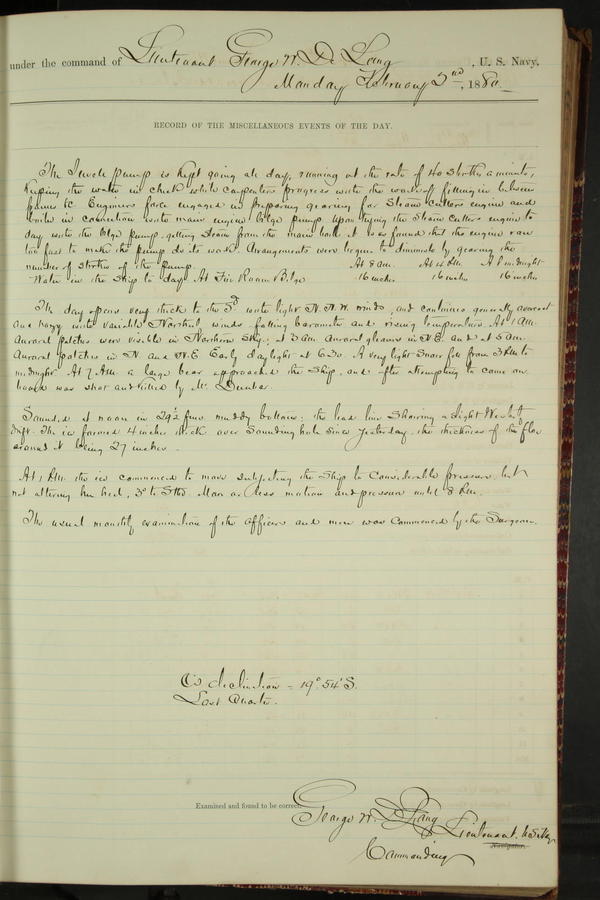 under the command of Lieutenant George W. De Long, U. S. Navy.
Monday February 2nd, 1880
RECORD OF THE MISCELLANEOUS EVENTS OF THE DAY.
The Sewell pump is kept going all day, running at the rate of 40 strokes a minute,
keeping the water in check while carpenters progress with the work of filling in between
frames &c. Engineers force engaged in preparing gearing for Steam Cutters engine and
boiler in connection with main engine bilge pump. Upon trying the Steam Cutters engine to
day with the bilge pump, getting steam from the main boiler it was found that the engine ran
too fast to make the pump do its work. Arrangements were begun to diminish by gearing the
number of strokes of the pump. At 8 am. At 4 P.M. At midnight
Water in the Ship to day. At Fire Room Bilge 16 inches 16 inches 16 inches
The day opens very thick to the S'd with light N.N.W. winds, and continues generally overcast
and hazy with variable Northerly winds, falling barometer and rising temperature. At 1 AM.
Auroral patches were visible in Northern Sky; at 3 am auroral gleams in N.E. and at 5 am.
Auroral patches in N and N.E. Early daylight at 6.30. A very light snow fell from 3 P.M. to
midnight. At 7 A.M. a large bear approached the Ship, and after attempting to come on
board was shot and killed by Mr. Dunbar.
Sounded at noon in 29½ fms. muddy bottom; the lead line showing a slight Westerly
drift. The ice formed 4 inches thick over Sounding hole since yesterday, the thickness of the floe
around it being 27 inches.
At 1 P.M. the ice commenced to move subjecting the Ship to Considerable pressure but
not altering her heel, 3° to Stbd. More or less motion and pressure until 8 P.M.
The usual monthly examination of the officers and men was commenced by the Surgeon.
declination = 19° 54' S.
Last Quarter.
Examined and found to be correct.
George W. De Long Lieutenant, U.S. Navy
Navigator.
Commanding